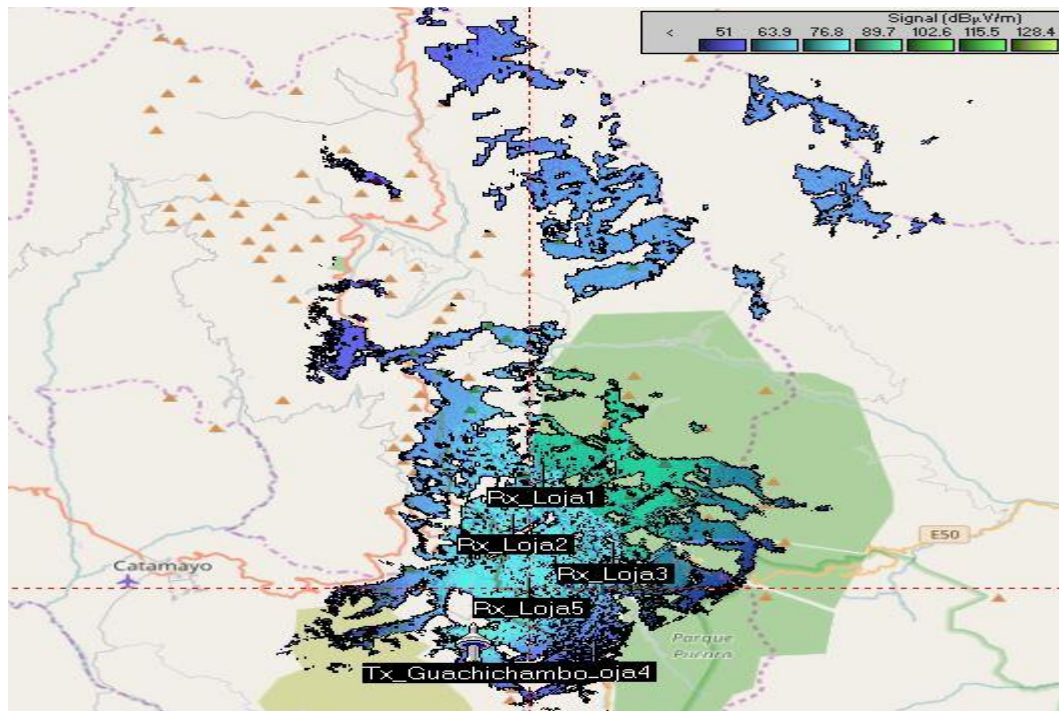 Signal (dBµV/m)
< 51 63.9 76.8 89.7 102.6 115.5 128.4
Rx_Loja1
Rx_Loja2
E50
Catamayo
Rx_Loja3
Rx_Loja5
Parque
Tx_Guachichambo_oja4